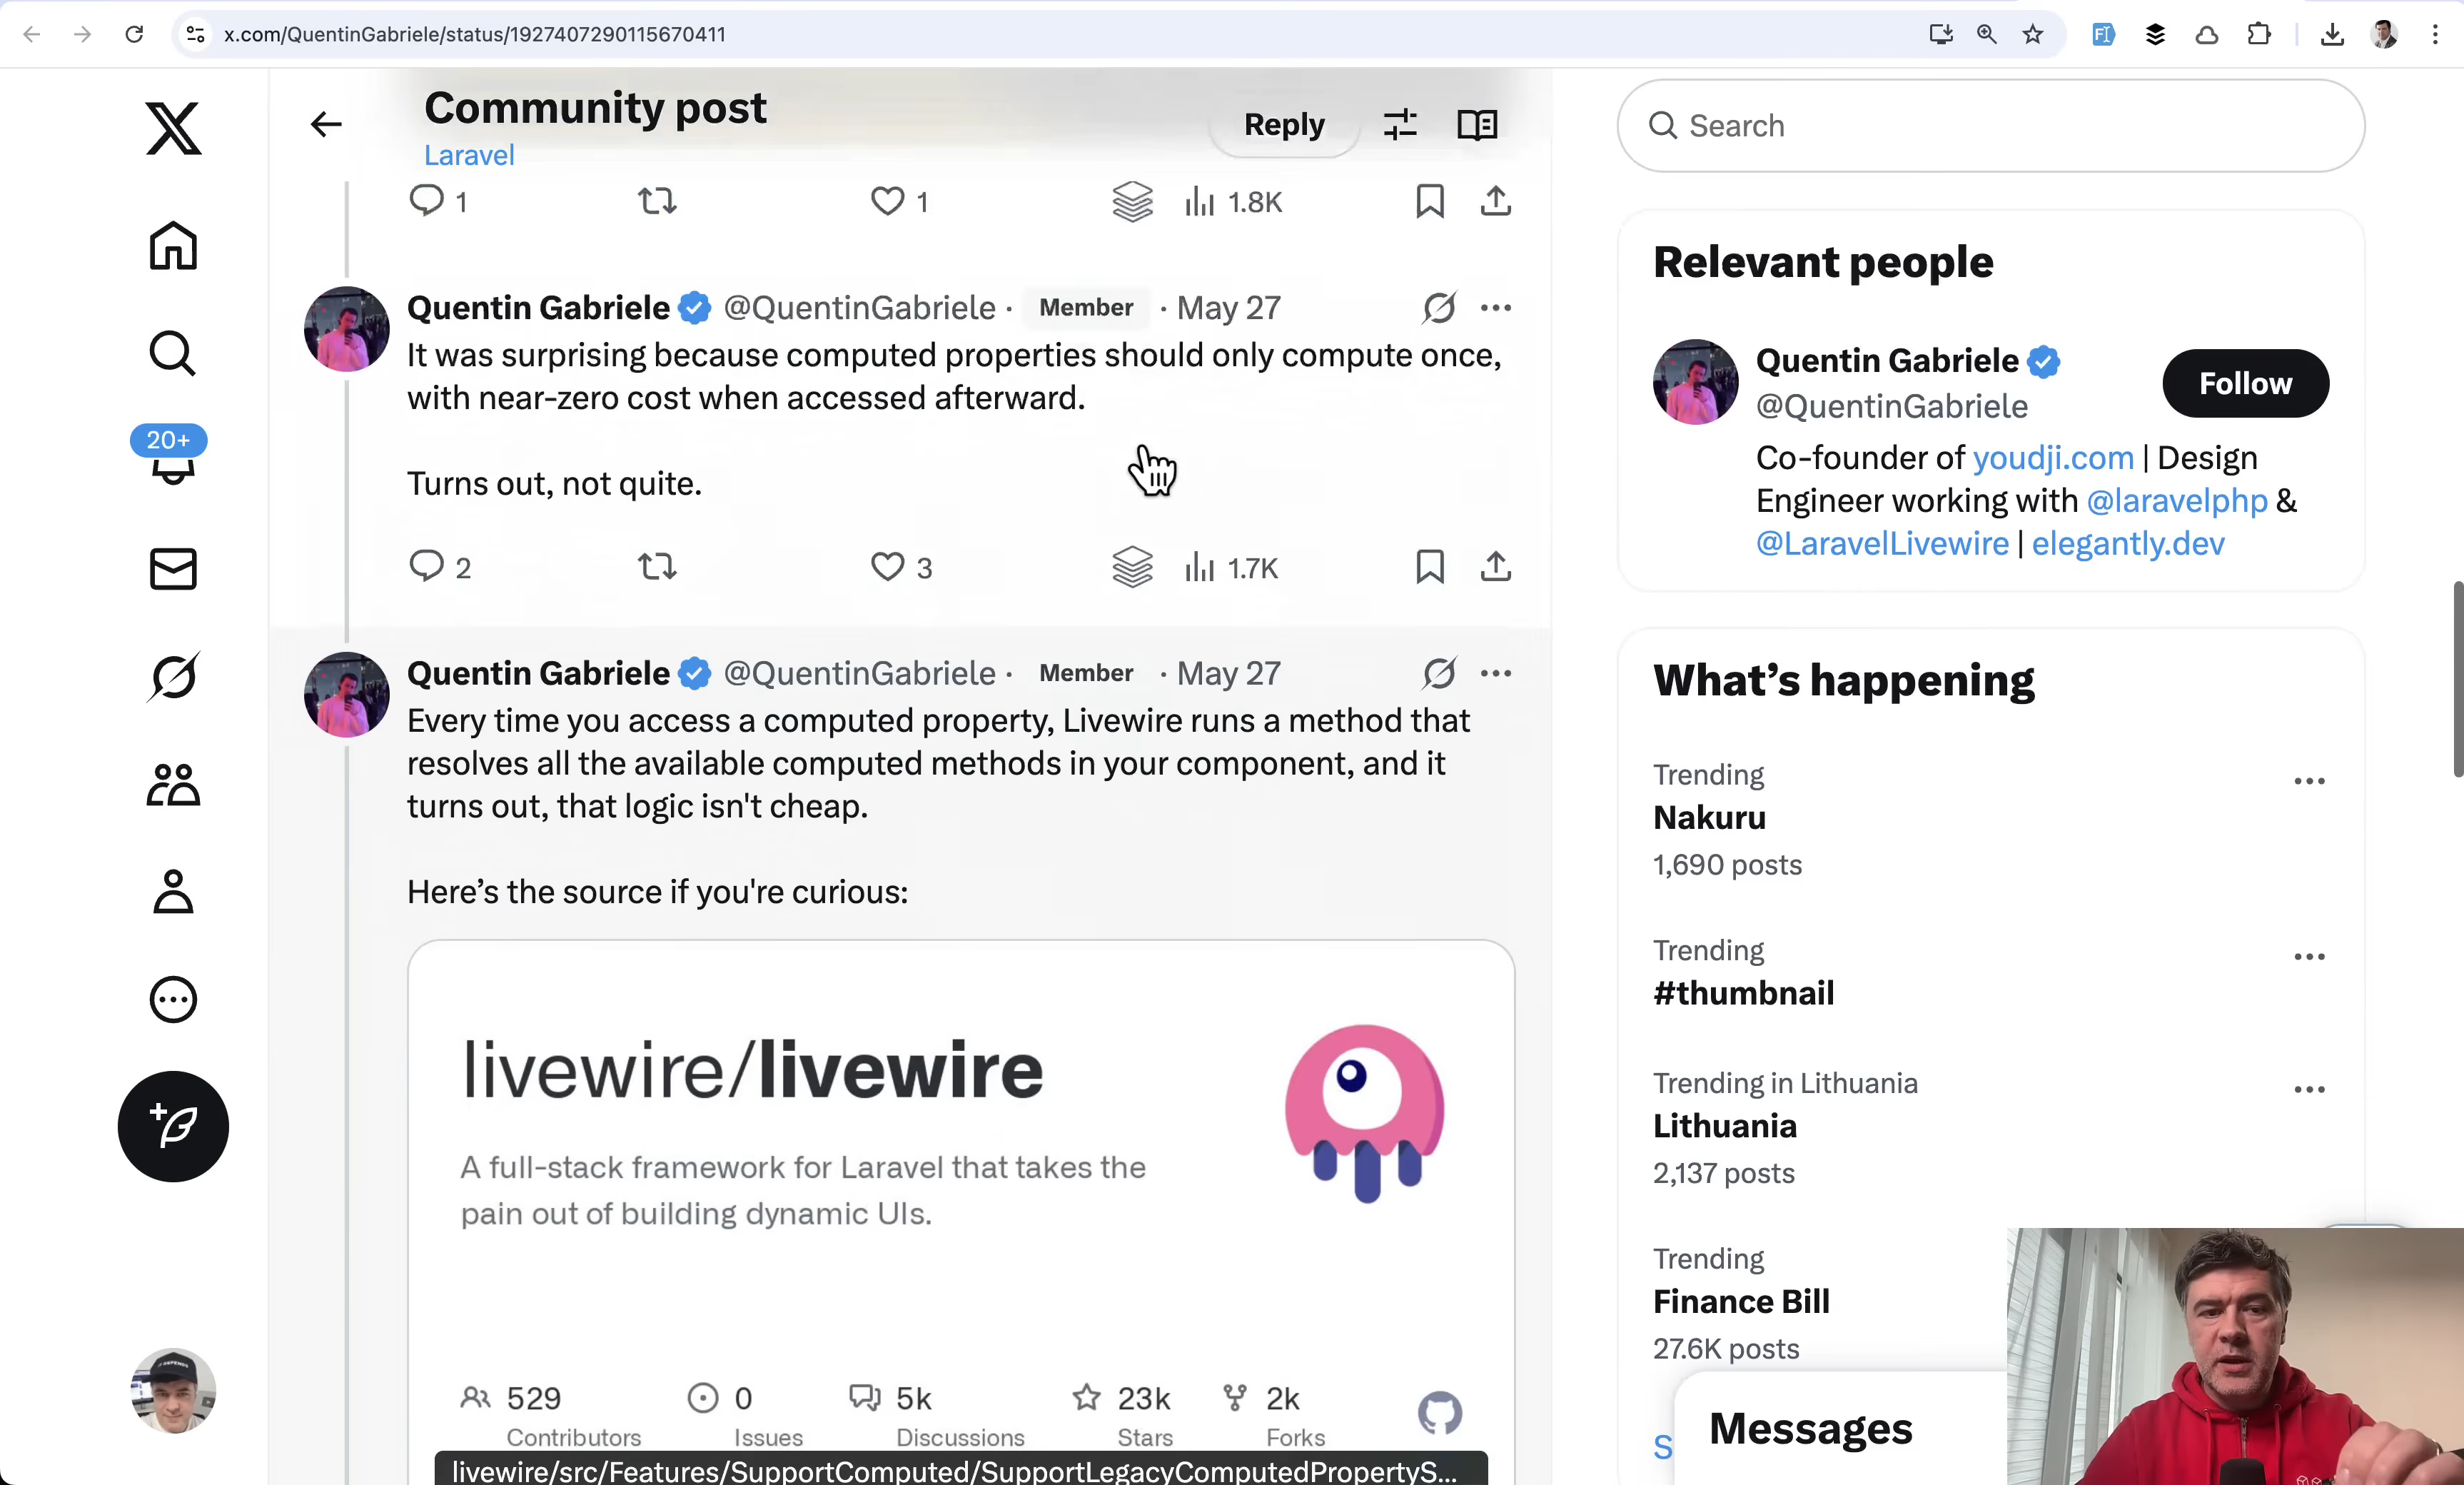 x.com/QuentinGabriele/status/1927407290115670411
Community post
Laravel
Reply
Search
1
1
1.8K
Quentin Gabriele @QuentinGabriele · Member · May 27
It was surprising because computed properties should only compute once,
with near-zero cost when accessed afterward.
Turns out, not quite.
2
3
1.7K
20+
Quentin Gabriele @QuentinGabriele · Member · May 27
Every time you access a computed property, Livewire runs a method that
resolves all the available computed methods in your component, and it
turns out, that logic isn't cheap.
Here’s the source if you're curious:
livewire/livewire
A full-stack framework for Laravel that takes the
pain out of building dynamic UIs.
529
Contributors
0
Issues
5k
Discussions
23k
Stars
2k
Forks
livewire/src/Features/SupportComputed/SupportLegacyComputedPropertyS...
Relevant people
Quentin Gabriele
@QuentinGabriele
Follow
Co-founder of youdji.com | Design
Engineer working with @laravelphp &
@LaravelLivewire | elegantly.dev
What’s happening
Trending
Nakuru
1,690 posts
Trending
#thumbnail
Trending in Lithuania
Lithuania
2,137 posts
Trending
Finance Bill
27.6K posts
S
Messages